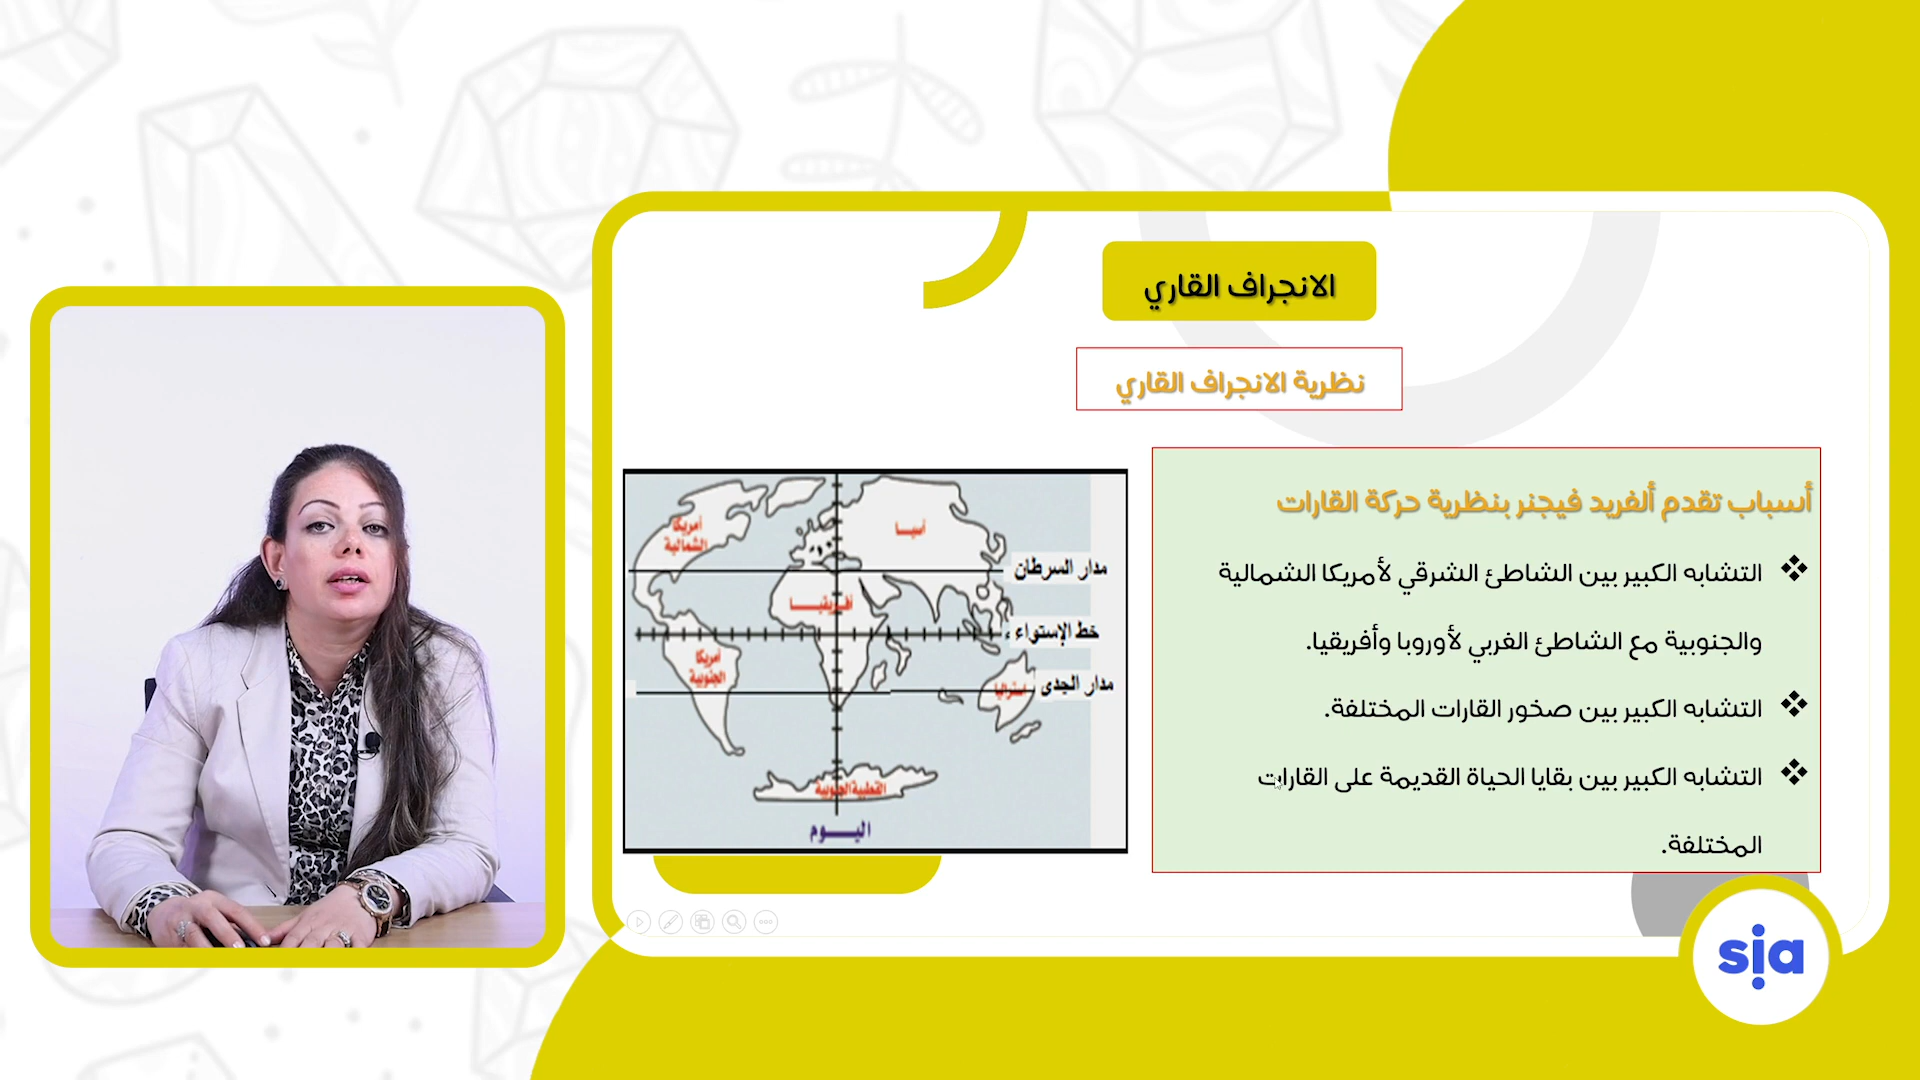 الانجراف القاري
نظرية الانجراف القاري
أسباب تقدم ألفريد فيجنر بنظرية حركة القارات
التشابه الكبير بين الشاطئ الشرقي لأمريكا الشمالية
والجنوبية مع الشاطئ الغربي لأوروبا وأفريقيا.
التشابه الكبير بين صخور القارات المختلفة.
التشابه الكبير بين بقايا الحياة القديمة على القارات
المختلفة.
أمريكا
الشمالية
آسيا
مدار السرطان
أفريقيا
خط الإستواء
أمريكا
الجنوبية
استراليا
مدار الجدى
القطبية الجنوبية
اليوم
sia